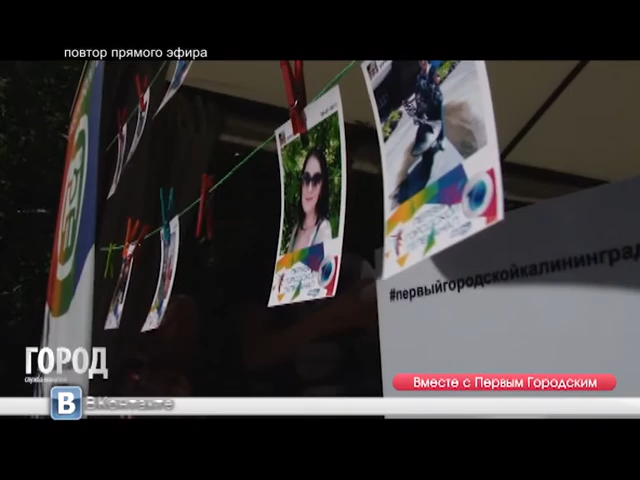 повтор прямого эфира
#первыйгородскойкалининград
ГОРОД
Вместе с Первым Городским
В ВКонтакте